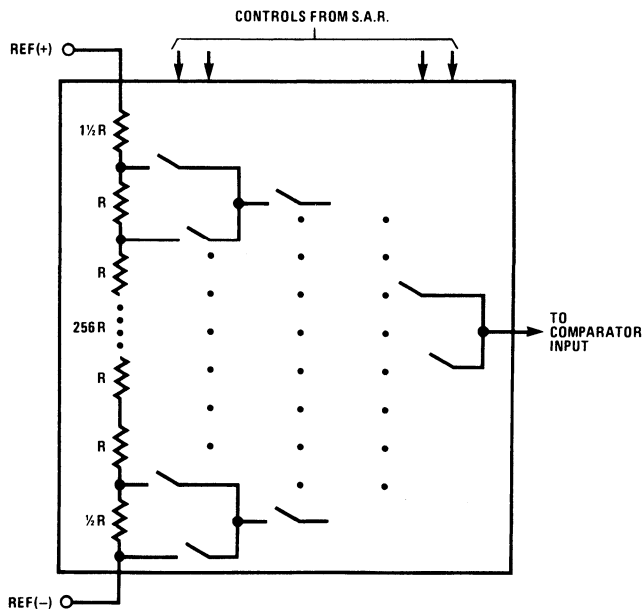 CONTROLS FROM S.A.R.
REF(+)
1½R
R
R
256R
R
R
½R
REF(−)
TO
COMPARATOR
INPUT